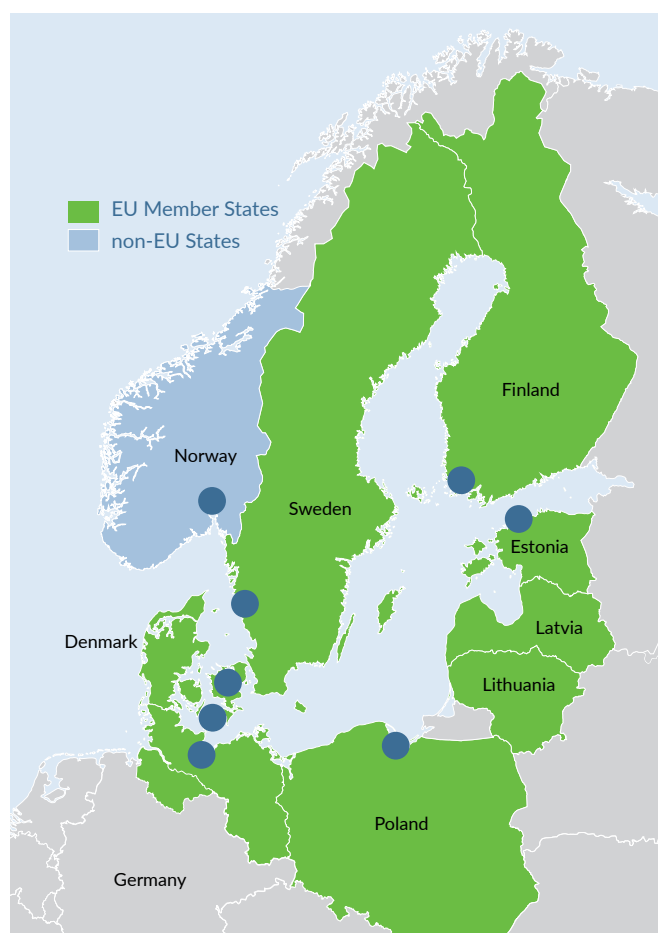 EU Member States
non-EU States
Finland
Norway
Sweden
Estonia
Latvia
Denmark
Lithuania
Poland
Germany